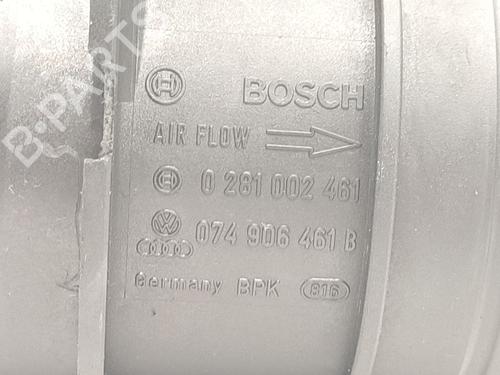 B-PARTS
BOSCH
AIR FLOW
0 281 002 461
074 906 461 B
Germany BPK 816